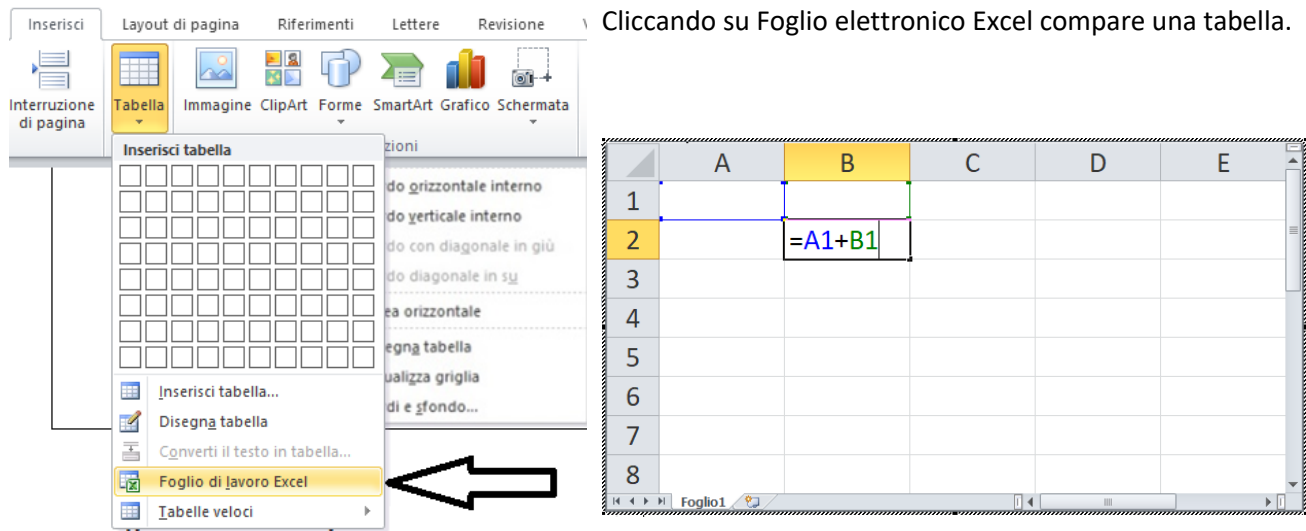 Inserisci Layout di pagina Riferimenti Lettere Revisione
Cliccando su Foglio elettronico Excel compare una tabella.
Interruzione di pagina
Tabella
Immagine ClipArt Forme SmartArt Grafico Schermata
Inserisci tabella
zioni
do orizzontale interno
do verticale interno
do con diagonale in giù
do diagonale in su
ea orizzontale
egna tabella
ualizza griglia
di e sfondo...
Inserisci tabella...
Disegna tabella
Converti il testo in tabella...
Foglio di lavoro Excel
Tabelle veloci
A B C D E
1
2 =A1+B1
3
4
5
6
7
8
Foglio1